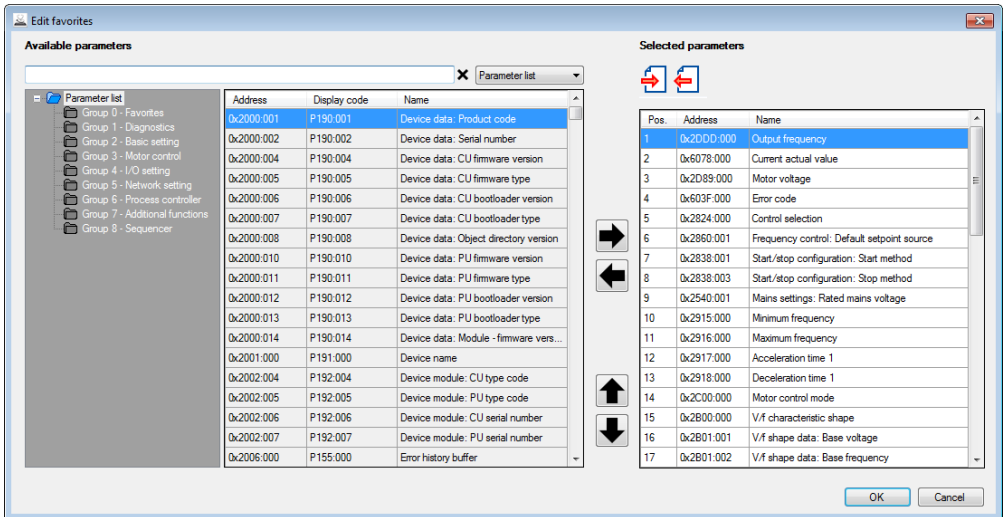 Edit favorites
Available parameters
Parameter list
Parameter list
Group 0 - Favorites
Group 1 - Diagnostics
Group 2 - Basic setting
Group 3 - Motor control
Group 4 - I/O setting
Group 5 - Network setting
Group 6 - Process controller
Group 7 - Additional functions
Group 8 - Sequencer
Address Display code Name
0x2000:001 P190:001 Device data: Product code
0x2000:002 P190:002 Device data: Serial number
0x2000:004 P190:004 Device data: CU firmware version
0x2000:005 P190:005 Device data: CU firmware type
0x2000:006 P190:006 Device data: CU bootloader version
0x2000:007 P190:007 Device data: CU bootloader type
0x2000:008 P190:008 Device data: Object directory version
0x2000:010 P190:010 Device data: PU firmware version
0x2000:011 P190:011 Device data: PU firmware type
0x2000:012 P190:012 Device data: PU bootloader version
0x2000:013 P190:013 Device data: PU bootloader type
0x2000:014 P190:014 Device data: Module - firmware vers...
0x2001:000 P191:000 Device name
0x2002:004 P192:004 Device module: CU type code
0x2002:005 P192:005 Device module: PU type code
0x2002:006 P192:006 Device module: CU serial number
0x2002:007 P192:007 Device module: PU serial number
0x2006:000 P155:000 Error history buffer
Selected parameters
Pos. Address Name
1 0x2DDD:000 Output frequency
2 0x6078:000 Current actual value
3 0x2D89:000 Motor voltage
4 0x603F:000 Error code
5 0x2824:000 Control selection
6 0x2860:001 Frequency control: Default setpoint source
7 0x2838:001 Start/stop configuration: Start method
8 0x2838:003 Start/stop configuration: Stop method
9 0x2540:001 Mains settings: Rated mains voltage
10 0x2915:000 Minimum frequency
11 0x2916:000 Maximum frequency
12 0x2917:000 Acceleration time 1
13 0x2918:000 Deceleration time 1
14 0x2C00:000 Motor control mode
15 0x2B00:000 V/f characteristic shape
16 0x2B01:001 V/f shape data: Base voltage
17 0x2B01:002 V/f shape data: Base frequency
OK Cancel